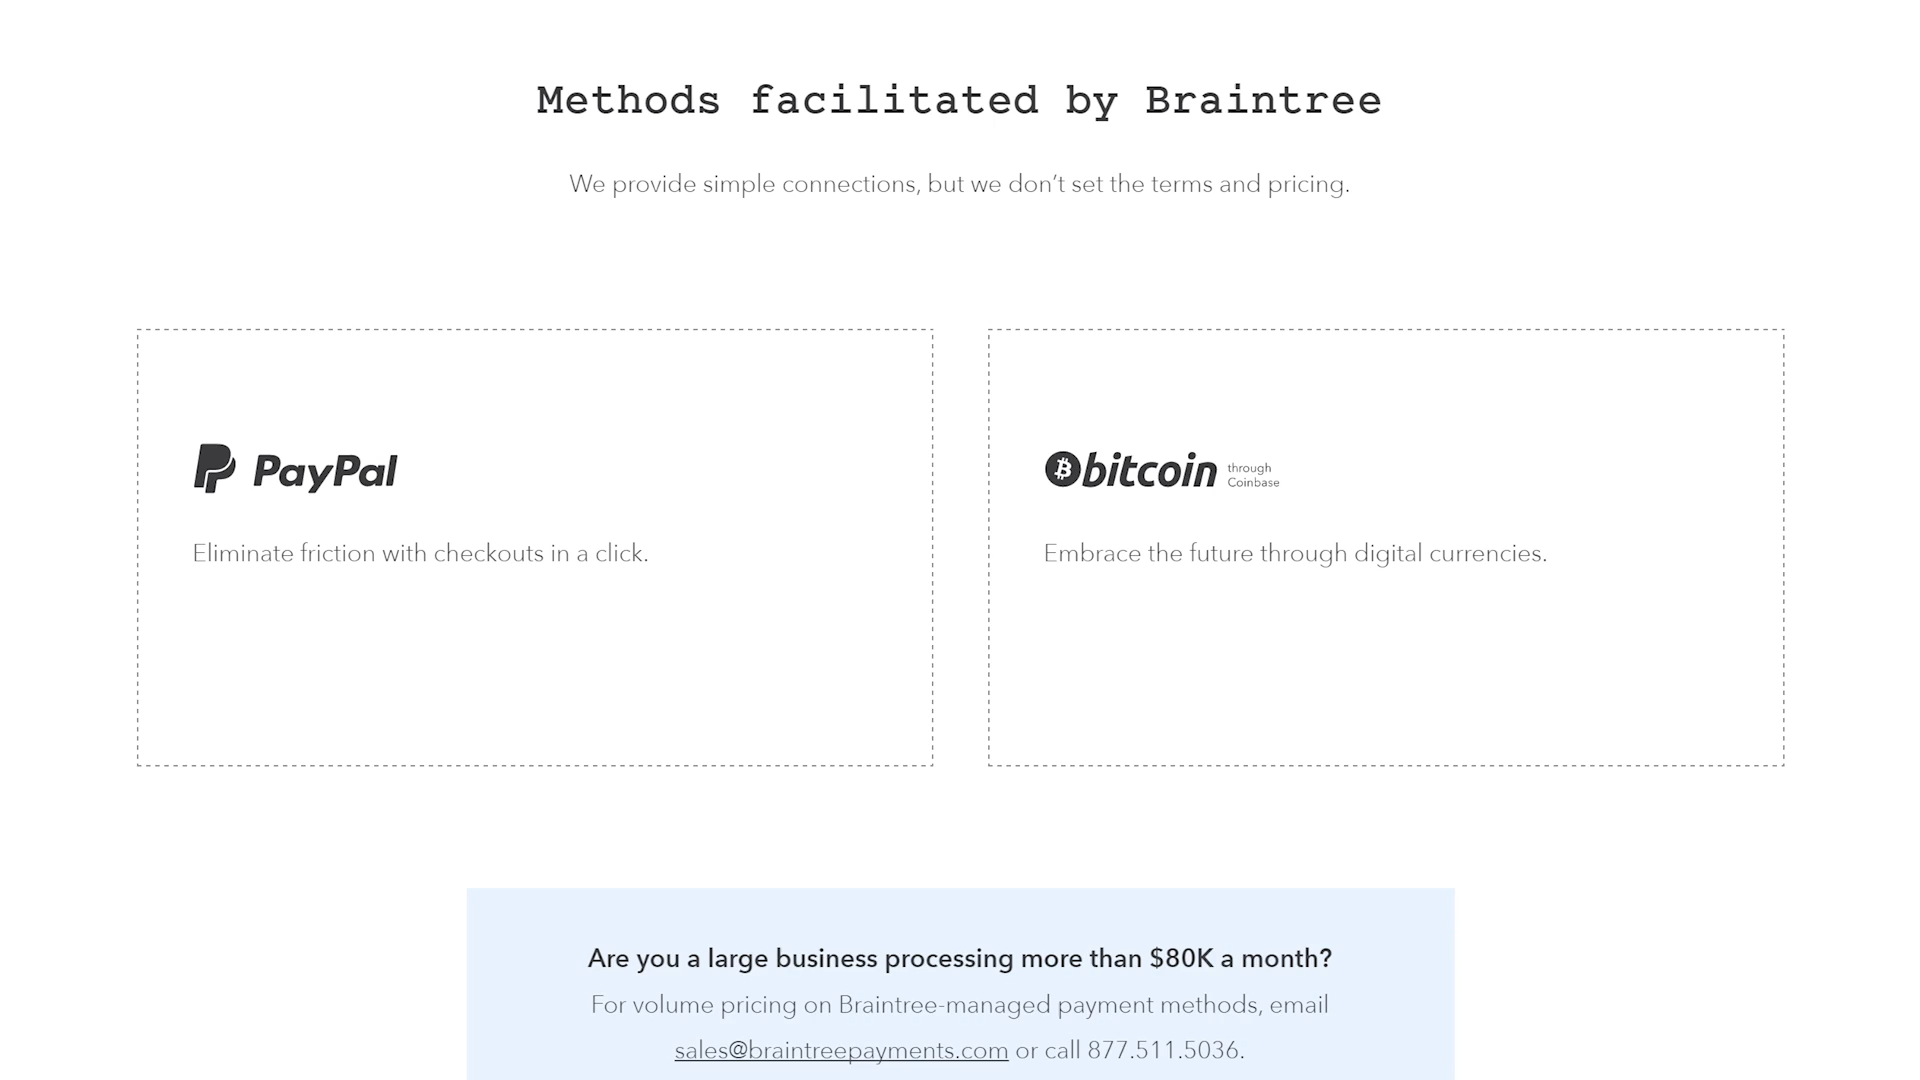 Methods facilitated by Braintree
We provide simple connections, but we don't set the terms and pricing.
PayPal
Eliminate friction with checkouts in a click.
bitcoin through
Coinbase
Embrace the future through digital currencies.
Are you a large business processing more than $80K a month?
For volume pricing on Braintree-managed payment methods, email
sales@braintreepayments.com or call 877.511.5036.